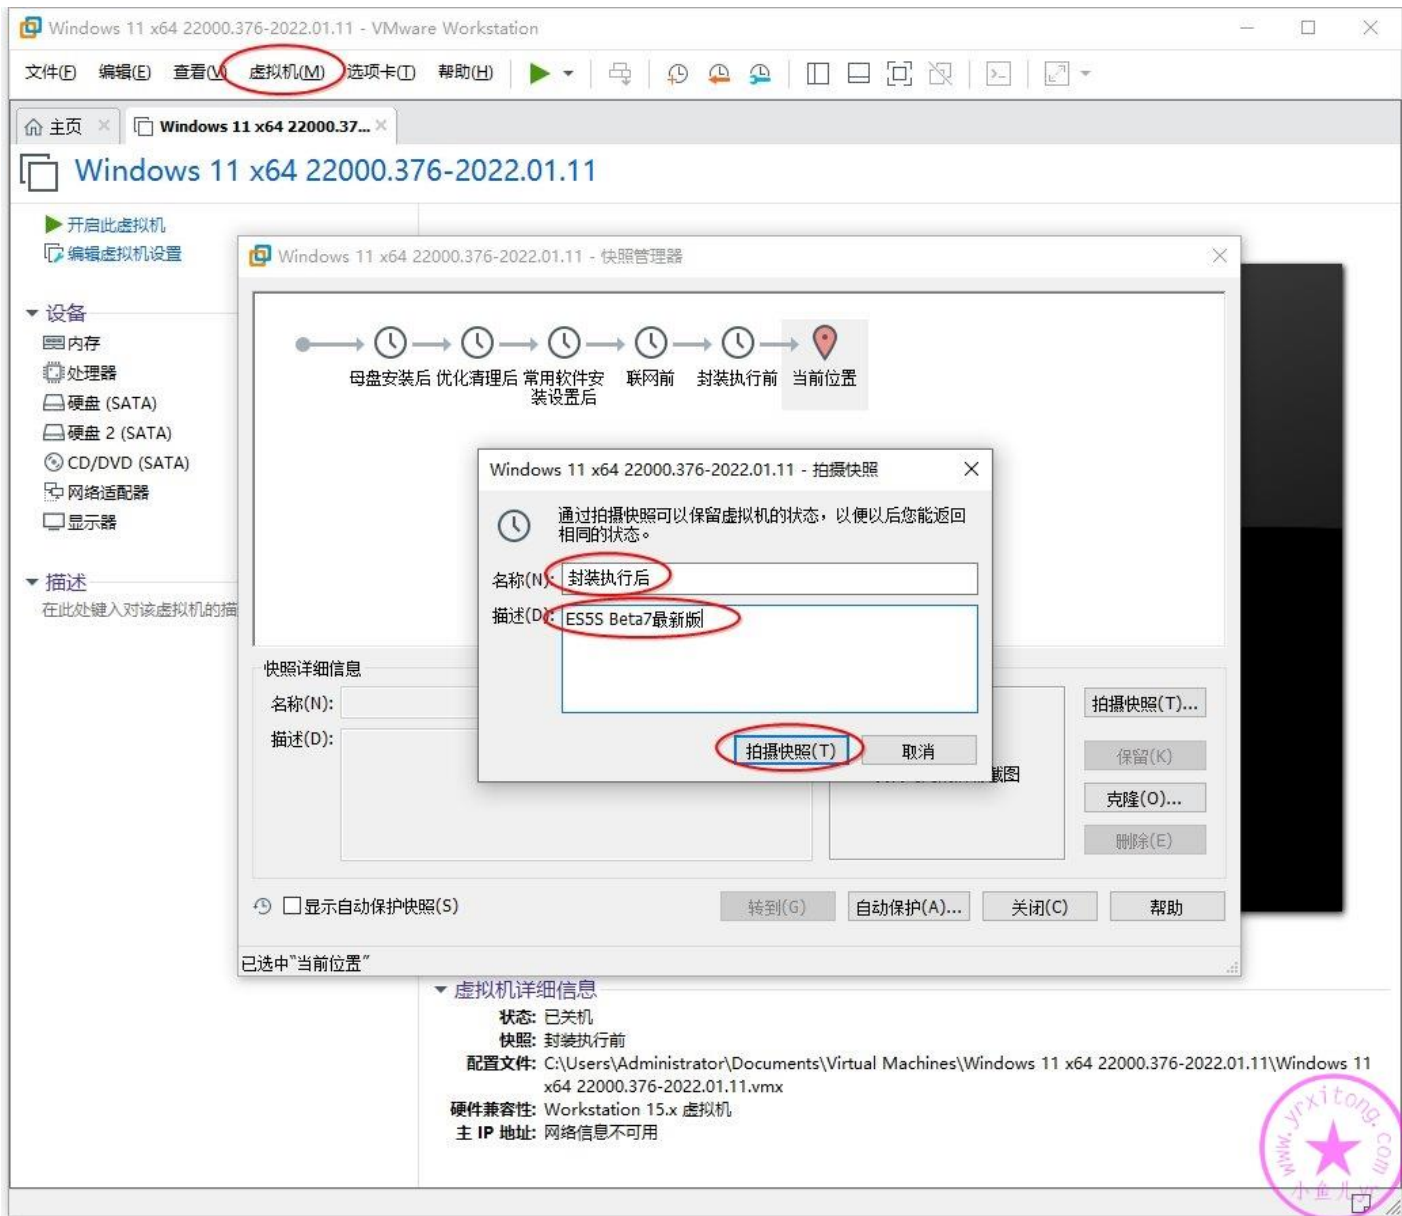 Windows 11 x64 22000.376-2022.01.11 - VMware Workstation
文件(F) 编辑(E) 查看(V) 虚拟机(M) 选项卡(T) 帮助(H)
主页 Windows 11 x64 22000.37...
Windows 11 x64 22000.376-2022.01.11
开启此虚拟机
编辑虚拟机设置
设备
内存
处理器
硬盘 (SATA)
硬盘 2 (SATA)
CD/DVD (SATA)
网络适配器
显示器
描述
在此处键入对该虚拟机的描
Windows 11 x64 22000.376-2022.01.11 - 快照管理器
母盘安装后 优化清理后 常用软件安 联网前 封装执行前 当前位置
装设置后
Windows 11 x64 22000.376-2022.01.11 - 拍摄快照
通过拍摄快照可以保留虚拟机的状态，以便以后您能返回
相同的状态。
名称(N): 封装执行后
描述(D): ES5S Beta7最新版
拍摄快照(T) 取消
快照详细信息
名称(N):
描述(D):
截图
拍摄快照(T)...
保留(K)
克隆(O)...
删除(E)
显示自动保护快照(S)
转到(G) 自动保护(A)... 关闭(C) 帮助
已选中"当前位置"
虚拟机详细信息
状态: 已关机
快照: 封装执行前
配置文件: C:\Users\Administrator\Documents\Virtual Machines\Windows 11 x64 22000.376-2022.01.11\Windows 11
x64 22000.376-2022.01.11.vmx
硬件兼容性: Workstation 15.x 虚拟机
主 IP 地址: 网络信息不可用
www.yrxitong.com
小鱼儿yr